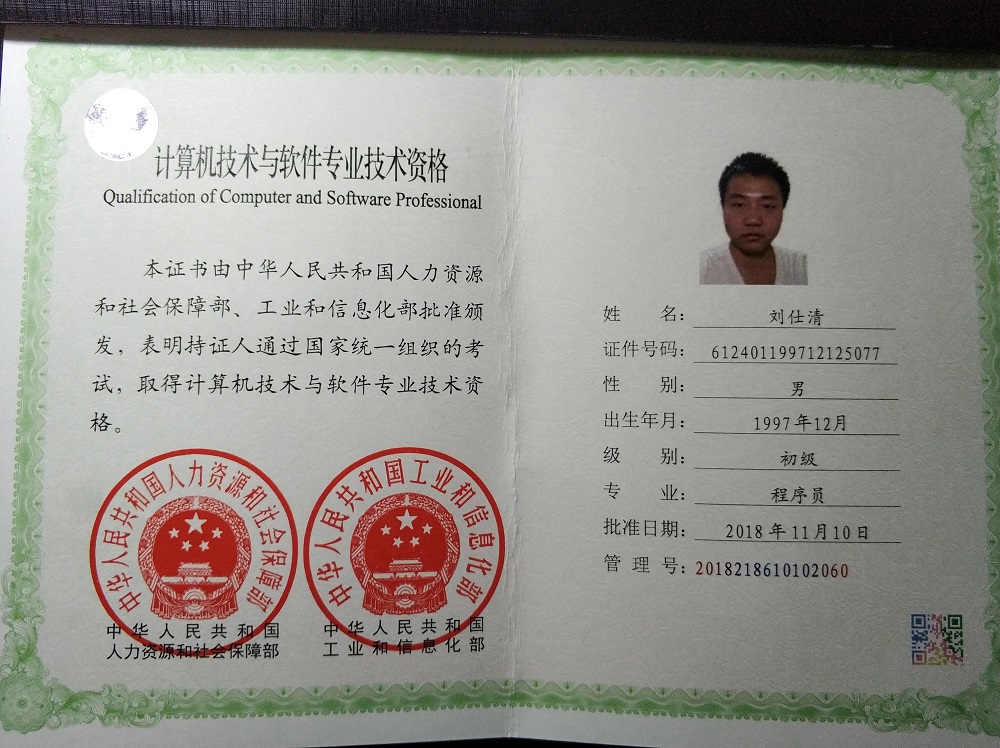 计算机技术与软件专业技术资格
Qualification of Computer and Software Professional
本证书由中华人民共和国人力资源
和社会保障部、工业和信息化部批准颁
发，表明持证人通过国家统一组织的考
试，取得计算机技术与软件专业技术资
格。
中华人民共和国人力资源和社会保障部
中华人民共和国
人力资源和社会保障部
中华人民共和国工业和信息化部
中华人民共和国
工业和信息化部
姓 名：刘仕清
证件号码：612401199712125077
性 别：男
出生年月：1997年12月
级 别：初级
专 业：程序员
批准日期：2018年11月10日
管 理 号：2018218610102060